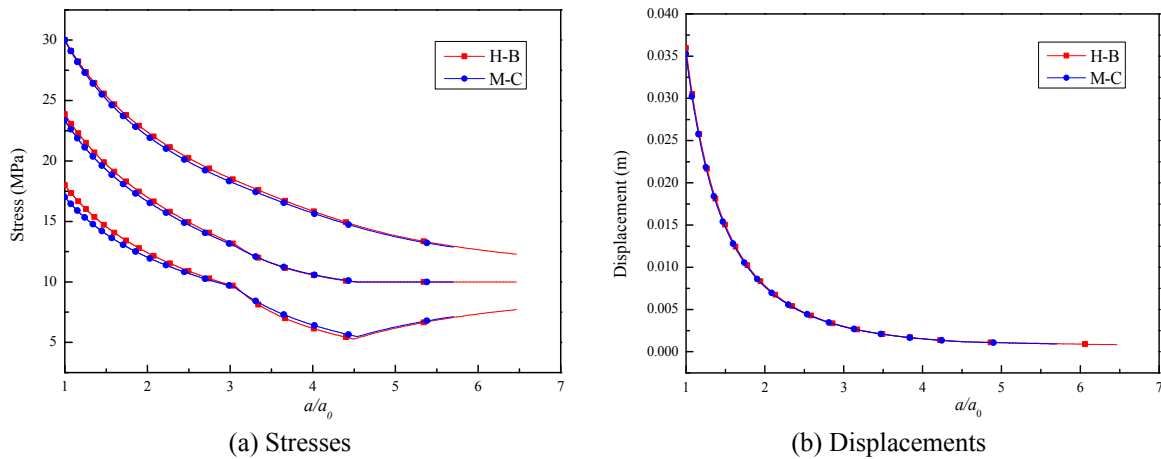 30
25
20
15
10
5
Stress (MPa)
H-B
M-C
1 2 3 4 5 6 7
a/a0
(a) Stresses
0.040
0.035
0.030
0.025
0.020
0.015
0.010
0.005
0.000
Displacement (m)
H-B
M-C
1 2 3 4 5 6 7
a/a0
(b) Displacements